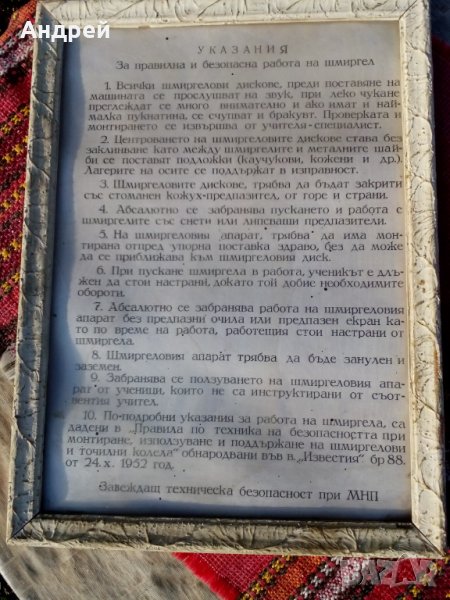 Андрей
УКАЗАНИЯ
За правилна и безопасна работа на шмиргел
1. Всички шмиргелови дискове, преди поставяне на
машината се прослушват на звук, при леко чукане
преглеждат се много внимателно и ако имат и най-
малка пукнатина, се счупват и бракуват. Проверката и
монтирането се извършва от учителя-специалист.
2. Центроването на шмиргеловите дискове става без
заклинване като между шмиргелите и металните шай-
би се поставят подложки (каучукови, кожени и др.).
Лагерите на осите се поддържат в изправност.
3. Шмиргеловите дискове, трябва да бъдат закрити
със стоманен кожух-предпазител, от горе и страни.
4. Абсалютно се забранява пускането и работа с
шмиргелите със снети или липсващи предпазители.
5. На шмиргеловия апарат, трябва да има мон-
тирана отпред упорна поставка здраво, без да може
да се приближава към шмиргеловия диск.
6. При пускане шмиргела в работа, ученикът е длъ-
жен да стои настрани, докато той добие необходимите
обороти.
7. Абсалютно се забранява работа на шмиргеловия
апарат без предпазни очила или предпазен екран ка-
то по време на работа, работещия стои настрани от
шмиргела.
8. Шмиргеловия апарат трябва да бъде занулен и
заземен.
9. Забранява се ползуването на шмиргеловия апа-
рат от ученици, които не са инструктирани от съот-
ветния учител.
10. По-подробни указания за работа на шмиргела, са
дадени в „Правила по техника на безопасността при
монтиране, използуване и поддържане на шмиргелови
и точилни колела" обнародвани във в. „Известия" бр 88.
от 24. х. 1952 год.
Завеждащ техническа безопасност при МНП
BAZAR